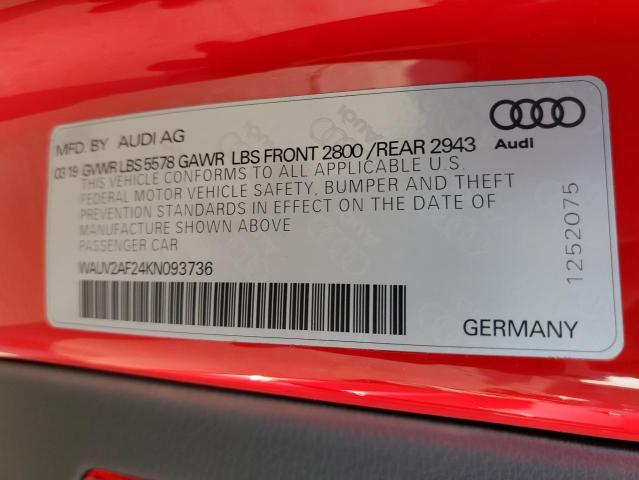 MFD. BY AUDI AG
03 19 GVWR LBS 5578 GAWR LBS FRONT 2800 / REAR 2943
THIS VEHICLE CONFORMS TO ALL APPLICABLE U.S.
FEDERAL MOTOR VEHICLE SAFETY, BUMPER AND THEFT
PREVENTION STANDARDS IN EFFECT ON THE DATE OF
MANUFACTURE SHOWN ABOVE
PASSENGER CAR
WAUV2AF24KN093736
Audi
1252075
GERMANY